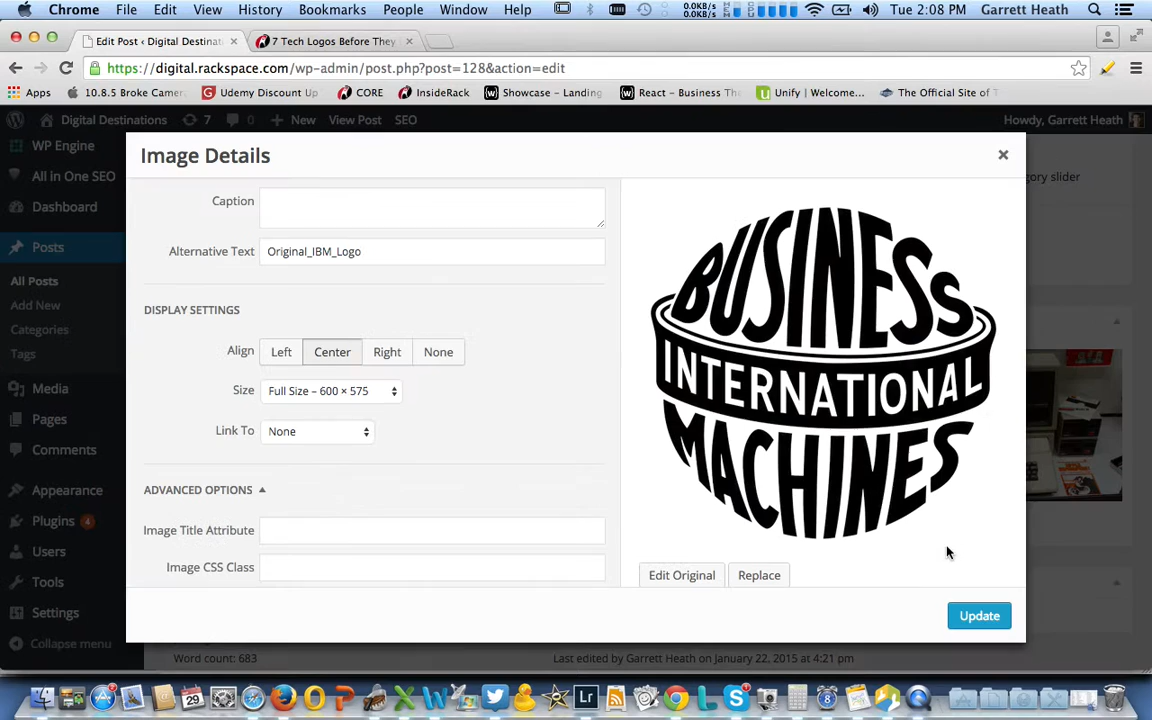 Chrome File Edit View History Bookmarks People Window Help 0.0KB/s 0.0KB/s Tue 2:08 PM Garrett Heath
Edit Post ‹ Digital Destinat 7 Tech Logos Before They
https://digital.rackspace.com/wp-admin/post.php?post=128&action=edit
Apps 10.8.5 Broke Camer Udemy Discount Up CORE InsideRack Showcase – Landing React – Business Th Unify | Welcome... The Official Site of T
Digital Destinations 7 0 New View Post SEO Howdy, Garrett Heath
WP Engine
All in One SEO
Dashboard
Posts
All Posts
Add New
Categories
Tags
Media
Pages
Comments
Appearance
Plugins 4
Users
Tools
Settings
Collapse menu
gory slider
Image Details
Caption
Alternative Text Original_IBM_Logo
DISPLAY SETTINGS
Align Left Center Right None
Size Full Size – 600 × 575
Link To None
ADVANCED OPTIONS
Image Title Attribute
Image CSS Class
BUSINESS
INTERNATIONAL
MACHINES
Edit Original Replace
Update
Word count: 683 Last edited by Garrett Heath on January 22, 2015 at 4:21 pm